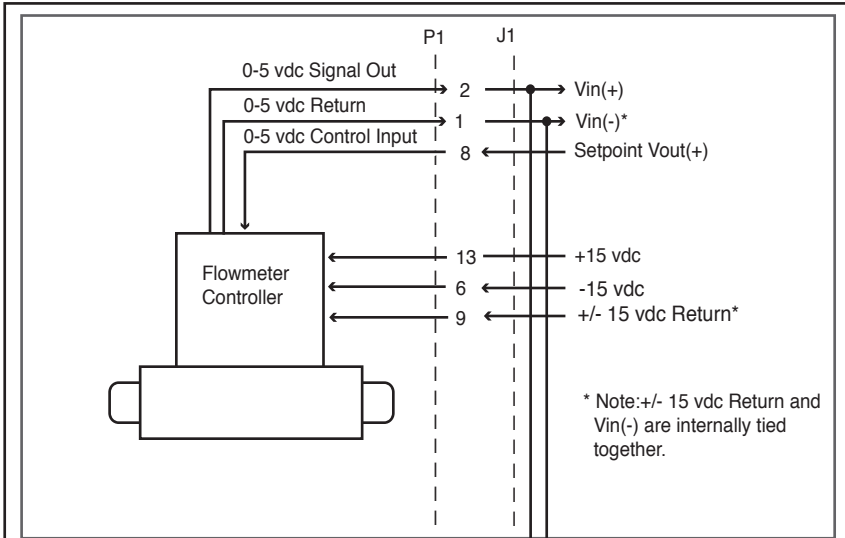 P1 J1
0-5 vdc Signal Out
2 Vin(+)
0-5 vdc Return
1 Vin(-)*
0-5 vdc Control Input
8 Setpoint Vout(+)
13 +15 vdc
Flowmeter
Controller
6 -15 vdc
9 +/- 15 vdc Return*
* Note:+/- 15 vdc Return and
Vin(-) are internally tied
together.